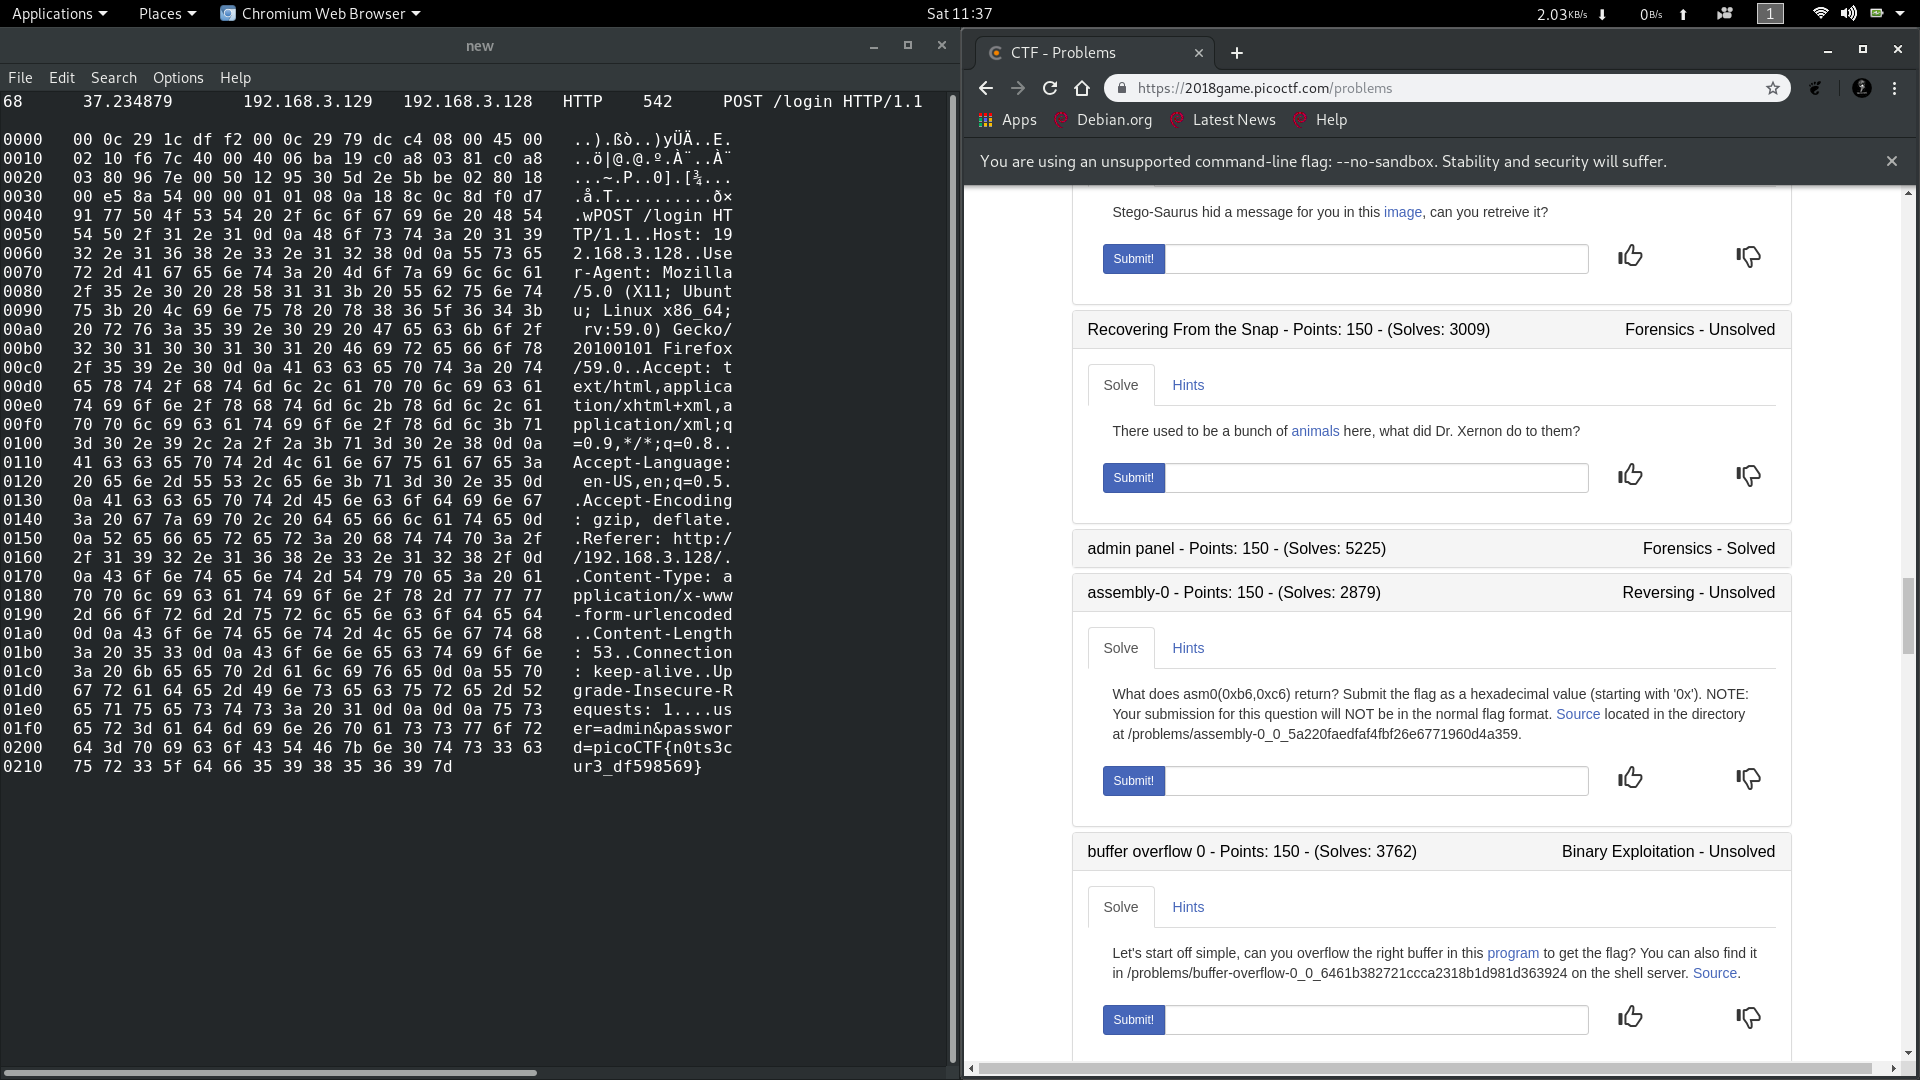 Applications Places Chromium Web Browser Sat 11:37 2.03KB/s 0B/s 1
new
File Edit Search Options Help
68 37.234879 192.168.3.129 192.168.3.128 HTTP 542 POST /login HTTP/1.1
0000 00 0c 29 1c df f2 00 0c 29 79 dc c4 08 00 45 00 ..).ßò..)yÜÄ..E.
0010 02 10 f6 7c 40 00 40 06 ba 19 c0 a8 03 81 c0 a8 ..ö|@.@.º.À¨..À¨
0020 03 80 96 7e 00 50 12 95 30 5d 2e 5b be 02 80 18 ...~.P..0].[¾...
0030 00 e5 8a 54 00 00 01 01 08 0a 18 8c 0c 8d f0 d7 .å.T..........ð×
0040 91 77 50 4f 53 54 20 2f 6c 6f 67 69 6e 20 48 54 .wPOST /login HT
0050 54 50 2f 31 2e 31 0d 0a 48 6f 73 74 3a 20 31 39 TP/1.1..Host: 19
0060 32 2e 31 36 38 2e 33 2e 31 32 38 0d 0a 55 73 65 2.168.3.128..Use
0070 72 2d 41 67 65 6e 74 3a 20 4d 6f 7a 69 6c 6c 61 r-Agent: Mozilla
0080 2f 35 2e 30 20 28 58 31 31 3b 20 55 62 75 6e 74 /5.0 (X11; Ubunt
0090 75 3b 20 4c 69 6e 75 78 20 78 38 36 5f 36 34 3b u; Linux x86_64;
00a0 20 72 76 3a 35 39 2e 30 29 20 47 65 63 6b 6f 2f rv:59.0) Gecko/
00b0 32 30 31 30 30 31 30 31 20 46 69 72 65 66 6f 78 20100101 Firefox
00c0 2f 35 39 2e 30 0d 0a 41 63 63 65 70 74 3a 20 74 /59.0..Accept: t
00d0 65 78 74 2f 68 74 6d 6c 2c 61 70 70 6c 69 63 61 ext/html,applica
00e0 74 69 6f 6e 2f 78 68 74 6d 6c 2b 78 6d 6c 2c 61 tion/xhtml+xml,a
00f0 70 70 6c 69 63 61 74 69 6f 6e 2f 78 6d 6c 3b 71 pplication/xml;q
0100 3d 30 2e 39 2c 2a 2f 2a 3b 71 3d 30 2e 38 0d 0a =0.9,*/*;q=0.8..
0110 41 63 63 65 70 74 2d 4c 61 6e 67 75 61 67 65 3a Accept-Language:
0120 20 65 6e 2d 55 53 2c 65 6e 3b 71 3d 30 2e 35 0d en-US,en;q=0.5.
0130 0a 41 63 63 65 70 74 2d 45 6e 63 6f 64 69 6e 67 .Accept-Encoding
0140 3a 20 67 7a 69 70 2c 20 64 65 66 6c 61 74 65 0d : gzip, deflate.
0150 0a 52 65 66 65 72 65 72 3a 20 68 74 74 70 3a 2f .Referer: http:/
0160 2f 31 39 32 2e 31 36 38 2e 33 2e 31 32 38 2f 0d /192.168.3.128/.
0170 0a 43 6f 6e 74 65 6e 74 2d 54 79 70 65 3a 20 61 .Content-Type: a
0180 70 70 6c 69 63 61 74 69 6f 6e 2f 78 2d 77 77 77 pplication/x-www
0190 2d 66 6f 72 6d 2d 75 72 6c 65 6e 63 6f 64 65 64 -form-urlencoded
01a0 0d 0a 43 6f 6e 74 65 6e 74 2d 4c 65 6e 67 74 68 ..Content-Length
01b0 3a 20 35 33 0d 0a 43 6f 6e 6e 65 63 74 69 6f 6e : 53..Connection
01c0 3a 20 6b 65 65 70 2d 61 6c 69 76 65 0d 0a 55 70 : keep-alive..Up
01d0 67 72 61 64 65 2d 49 6e 73 65 63 75 72 65 2d 52 grade-Insecure-R
01e0 65 71 75 65 73 74 73 3a 20 31 0d 0a 0d 0a 75 73 equests: 1....us
01f0 65 72 3d 61 64 6d 69 6e 26 70 61 73 73 77 6f 72 er=admin&passwor
0200 64 3d 70 69 63 6f 43 54 46 7b 6e 30 74 73 33 63 d=picoCTF{n0ts3c
0210 75 72 33 5f 64 66 35 39 38 35 36 39 7d ur3_df598569}
CTF - Problems
https://2018game.picoctf.com/problems
Apps Debian.org Latest News Help
You are using an unsupported command-line flag: --no-sandbox. Stability and security will suffer.
Stego-Saurus hid a message for you in this image, can you retreive it?
Submit!
Recovering From the Snap - Points: 150 - (Solves: 3009) Forensics - Unsolved
Solve Hints
There used to be a bunch of animals here, what did Dr. Xernon do to them?
Submit!
admin panel - Points: 150 - (Solves: 5225) Forensics - Solved
assembly-0 - Points: 150 - (Solves: 2879) Reversing - Unsolved
Solve Hints
What does asm0(0xb6,0xc6) return? Submit the flag as a hexadecimal value (starting with '0x'). NOTE:
Your submission for this question will NOT be in the normal flag format. Source located in the directory
at /problems/assembly-0_0_5a220faedfaf4fbf26e6771960d4a359.
Submit!
buffer overflow 0 - Points: 150 - (Solves: 3762) Binary Exploitation - Unsolved
Solve Hints
Let's start off simple, can you overflow the right buffer in this program to get the flag? You can also find it
in /problems/buffer-overflow-0_0_6461b382721ccca2318b1d981d363924 on the shell server. Source.
Submit!